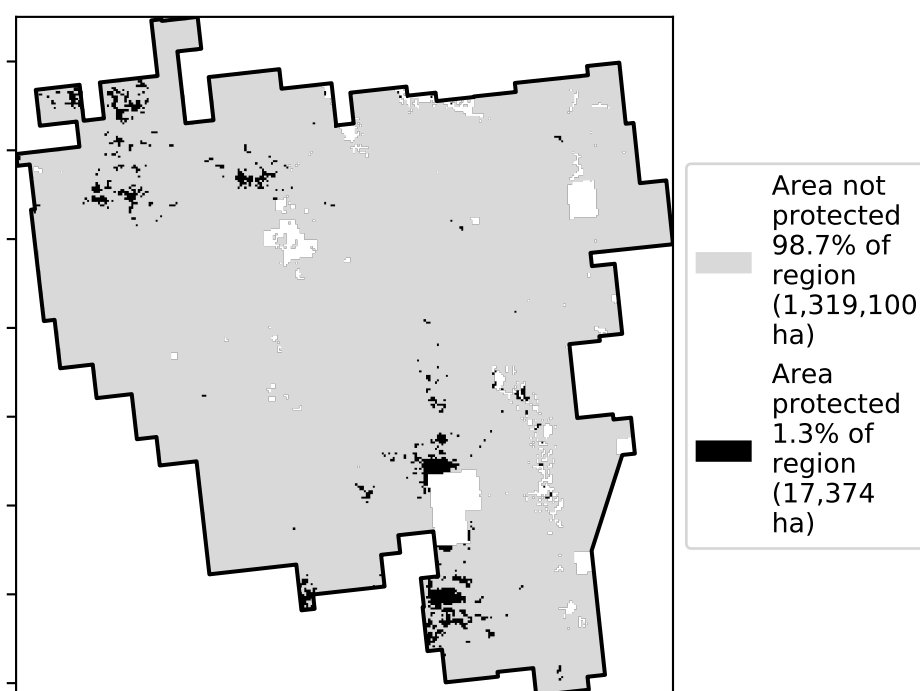 Area not
protected
98.7% of
region
(1,319,100
ha)
Area
protected
1.3% of
region
(17,374
ha)